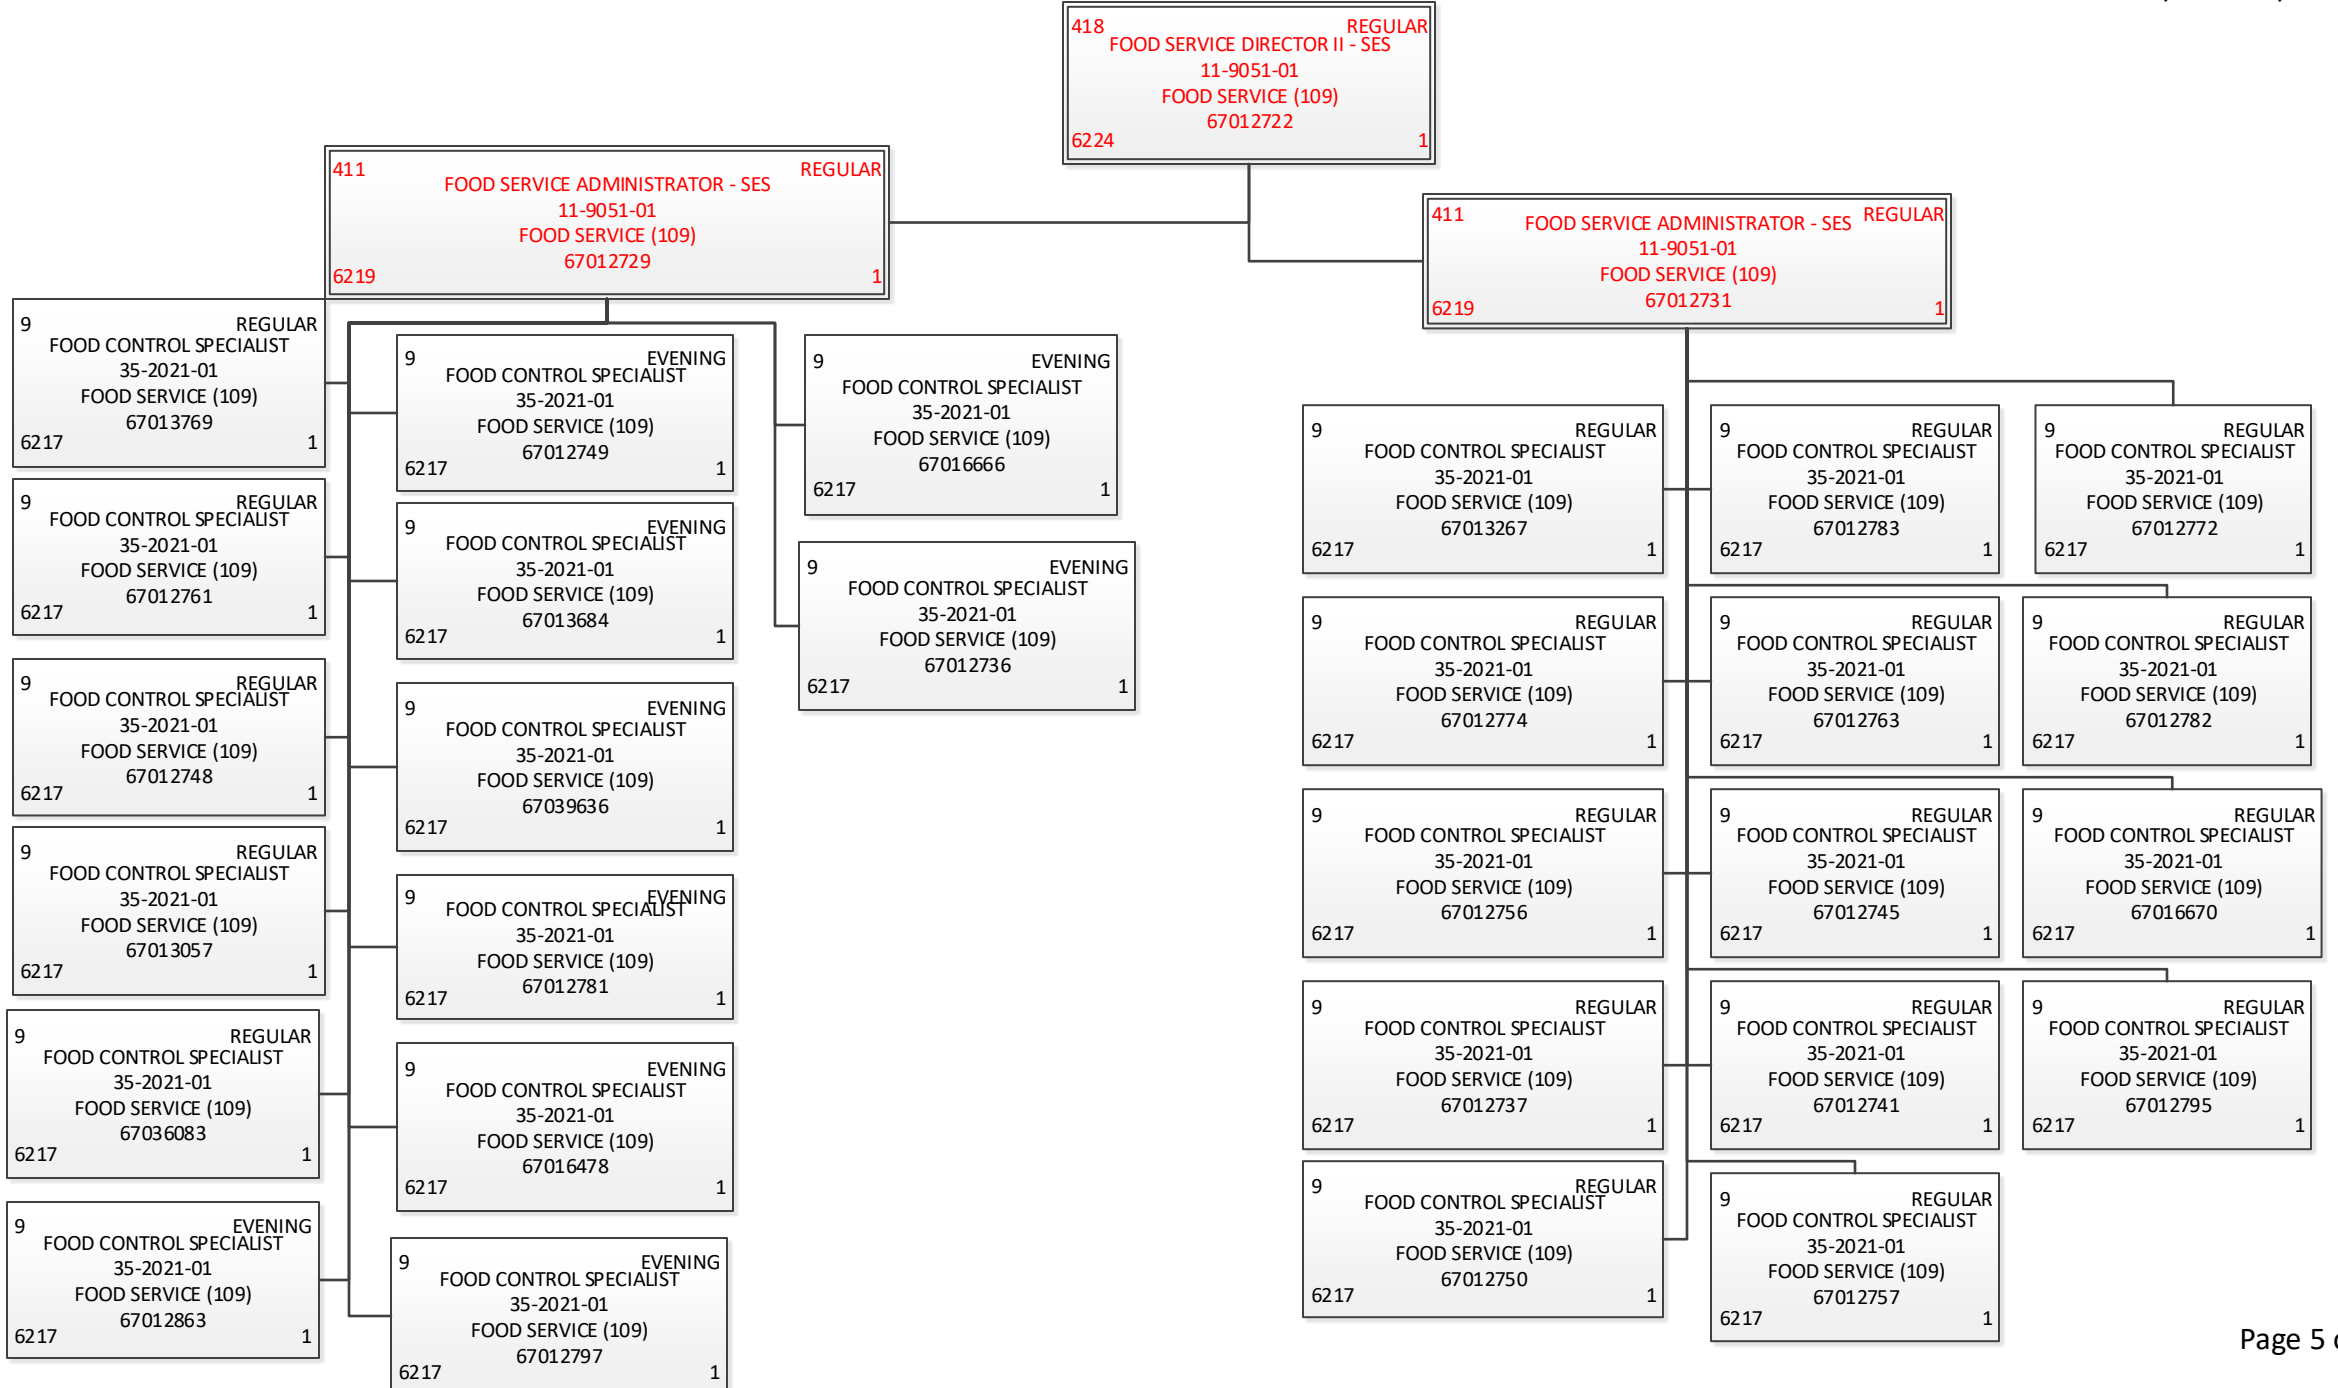 418 REGULAR
FOOD SERVICE DIRECTOR II - SES
11-9051-01
FOOD SERVICE (109)
67012722
6224 1
411 REGULAR
FOOD SERVICE ADMINISTRATOR - SES
11-9051-01
FOOD SERVICE (109)
67012729
6219 1
411 REGULAR
FOOD SERVICE ADMINISTRATOR - SES
11-9051-01
FOOD SERVICE (109)
67012731
6219 1
9 REGULAR
FOOD CONTROL SPECIALIST
35-2021-01
FOOD SERVICE (109)
67013769
6217 1
9 REGULAR
FOOD CONTROL SPECIALIST
35-2021-01
FOOD SERVICE (109)
67012761
6217 1
9 REGULAR
FOOD CONTROL SPECIALIST
35-2021-01
FOOD SERVICE (109)
67012748
6217 1
9 REGULAR
FOOD CONTROL SPECIALIST
35-2021-01
FOOD SERVICE (109)
67013057
6217 1
9 REGULAR
FOOD CONTROL SPECIALIST
35-2021-01
FOOD SERVICE (109)
67036083
6217 1
9 EVENING
FOOD CONTROL SPECIALIST
35-2021-01
FOOD SERVICE (109)
67012863
6217 1
9 EVENING
FOOD CONTROL SPECIALIST
35-2021-01
FOOD SERVICE (109)
67012749
6217 1
9 EVENING
FOOD CONTROL SPECIALIST
35-2021-01
FOOD SERVICE (109)
67013684
6217 1
9 EVENING
FOOD CONTROL SPECIALIST
35-2021-01
FOOD SERVICE (109)
67039636
6217 1
9 EVENING
FOOD CONTROL SPECIALIST
35-2021-01
FOOD SERVICE (109)
67012781
6217 1
9 EVENING
FOOD CONTROL SPECIALIST
35-2021-01
FOOD SERVICE (109)
67016478
6217 1
9 EVENING
FOOD CONTROL SPECIALIST
35-2021-01
FOOD SERVICE (109)
67012797
6217 1
9 EVENING
FOOD CONTROL SPECIALIST
35-2021-01
FOOD SERVICE (109)
67016666
6217 1
9 EVENING
FOOD CONTROL SPECIALIST
35-2021-01
FOOD SERVICE (109)
67012736
6217 1
9 REGULAR
FOOD CONTROL SPECIALIST
35-2021-01
FOOD SERVICE (109)
67013267
6217 1
9 REGULAR
FOOD CONTROL SPECIALIST
35-2021-01
FOOD SERVICE (109)
67012783
6217 1
9 REGULAR
FOOD CONTROL SPECIALIST
35-2021-01
FOOD SERVICE (109)
67012772
6217 1
9 REGULAR
FOOD CONTROL SPECIALIST
35-2021-01
FOOD SERVICE (109)
67012774
6217 1
9 REGULAR
FOOD CONTROL SPECIALIST
35-2021-01
FOOD SERVICE (109)
67012763
6217 1
9 REGULAR
FOOD CONTROL SPECIALIST
35-2021-01
FOOD SERVICE (109)
67012782
6217 1
9 REGULAR
FOOD CONTROL SPECIALIST
35-2021-01
FOOD SERVICE (109)
67012756
6217 1
9 REGULAR
FOOD CONTROL SPECIALIST
35-2021-01
FOOD SERVICE (109)
67012745
6217 1
9 REGULAR
FOOD CONTROL SPECIALIST
35-2021-01
FOOD SERVICE (109)
67016670
6217 1
9 REGULAR
FOOD CONTROL SPECIALIST
35-2021-01
FOOD SERVICE (109)
67012737
6217 1
9 REGULAR
FOOD CONTROL SPECIALIST
35-2021-01
FOOD SERVICE (109)
67012741
6217 1
9 REGULAR
FOOD CONTROL SPECIALIST
35-2021-01
FOOD SERVICE (109)
67012795
6217 1
9 REGULAR
FOOD CONTROL SPECIALIST
35-2021-01
FOOD SERVICE (109)
67012750
6217 1
9 REGULAR
FOOD CONTROL SPECIALIST
35-2021-01
FOOD SERVICE (109)
67012757
6217 1
Page 5